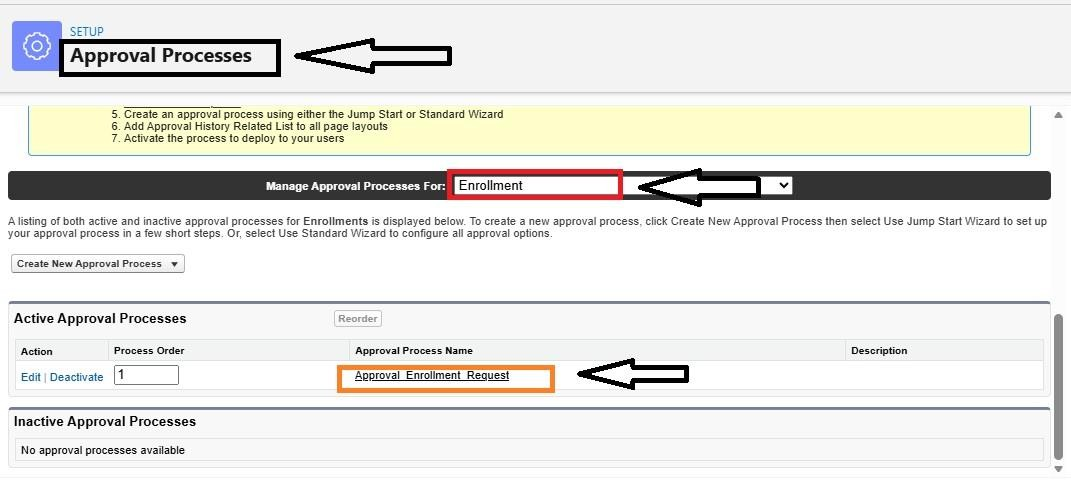 SETUP
Approval Processes
5. Create an approval process using either the Jump Start or Standard Wizard
6. Add Approval History Related List to all page layouts
7. Activate the process to deploy to your users
Manage Approval Processes For: Enrollment
A listing of both active and inactive approval processes for Enrollments is displayed below. To create a new approval process, click Create New Approval Process then select Use Jump Start Wizard to set up
your approval process in a few short steps. Or, select Use Standard Wizard to configure all approval options.
Create New Approval Process
Active Approval Processes Reorder
Action Process Order Approval Process Name Description
Edit | Deactivate 1 Approval Enrollment Request
Inactive Approval Processes
No approval processes available